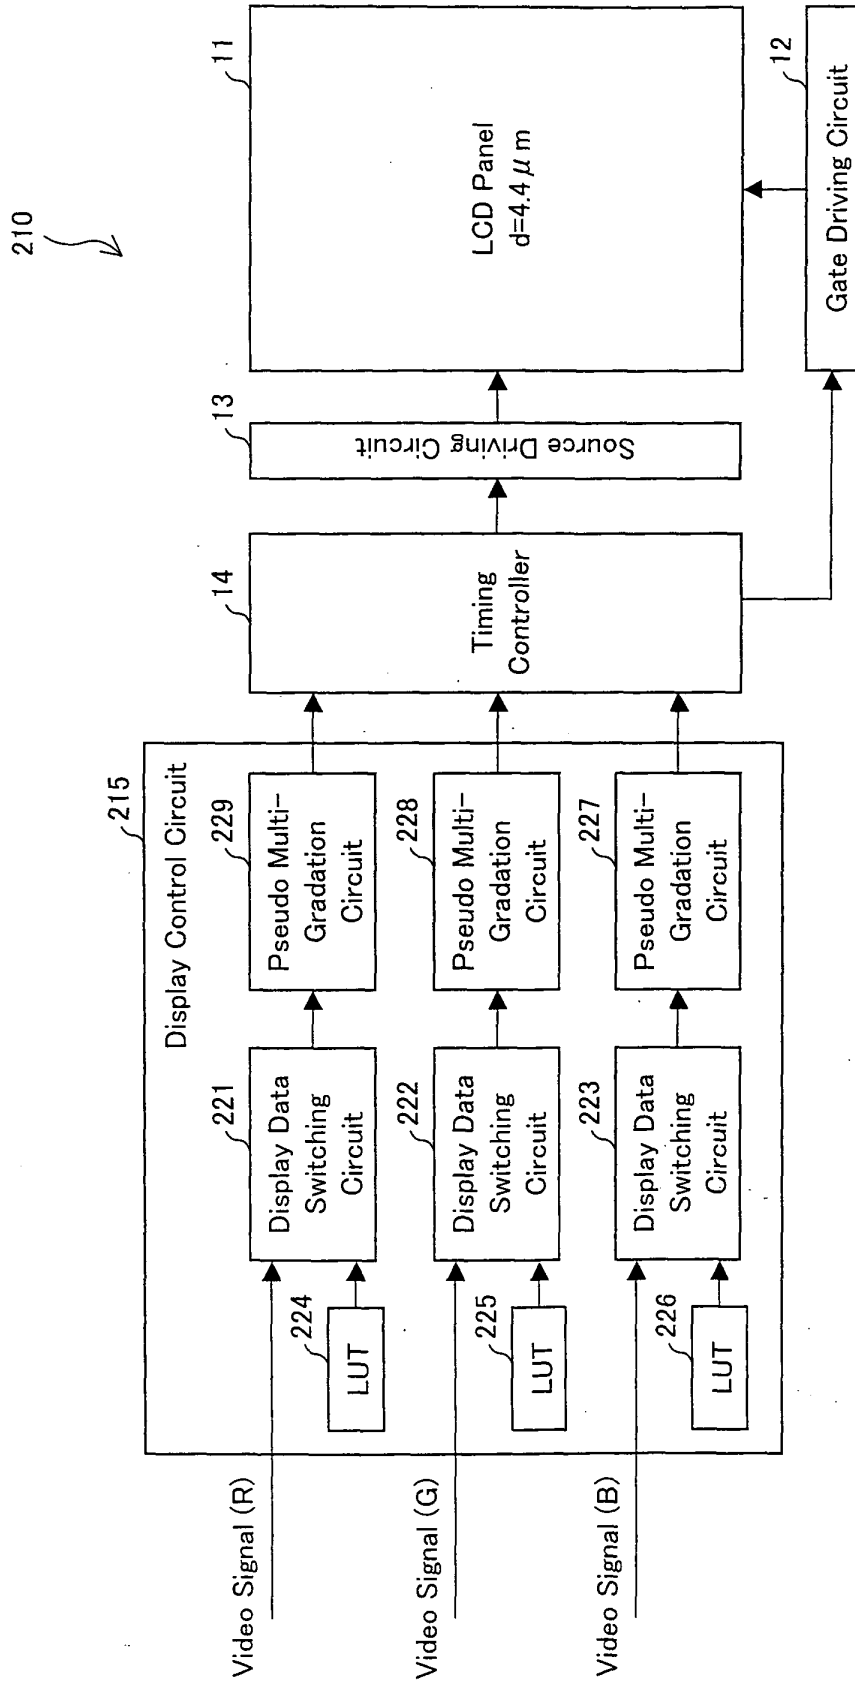 210
215
Display Control Circuit
Video Signal (R)
224
LUT
221
Display Data
Switching
Circuit
229
Pseudo Multi-
Gradation
Circuit
Video Signal (G)
225
LUT
222
Display Data
Switching
Circuit
228
Pseudo Multi-
Gradation
Circuit
Video Signal (B)
226
LUT
223
Display Data
Switching
Circuit
227
Pseudo Multi-
Gradation
Circuit
14
Timing
Controller
13
Source Driving Circuit
11
LCD Panel
d=4.4μm
12
Gate Driving Circuit